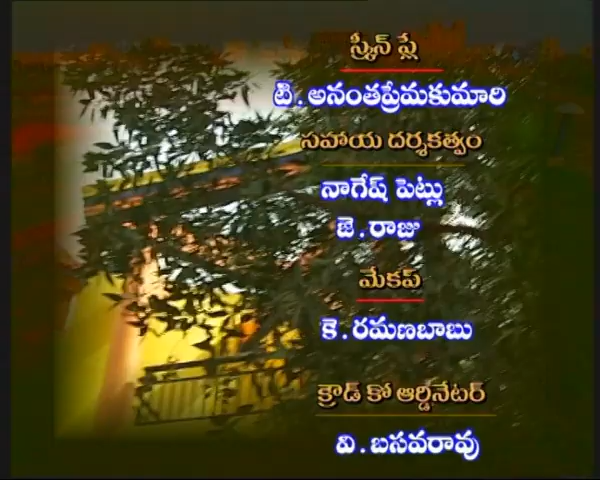 స్క్రీన్ ప్లే
టి.అనంతప్రేమకుమారి
సహాయ దర్శకత్వం
నాగేష్ పెట్లు
జె.రాజు
మేకప్
కె.రమణబాబు
క్రౌడ్ కో ఆర్డినేటర్
వి.బసవరావు